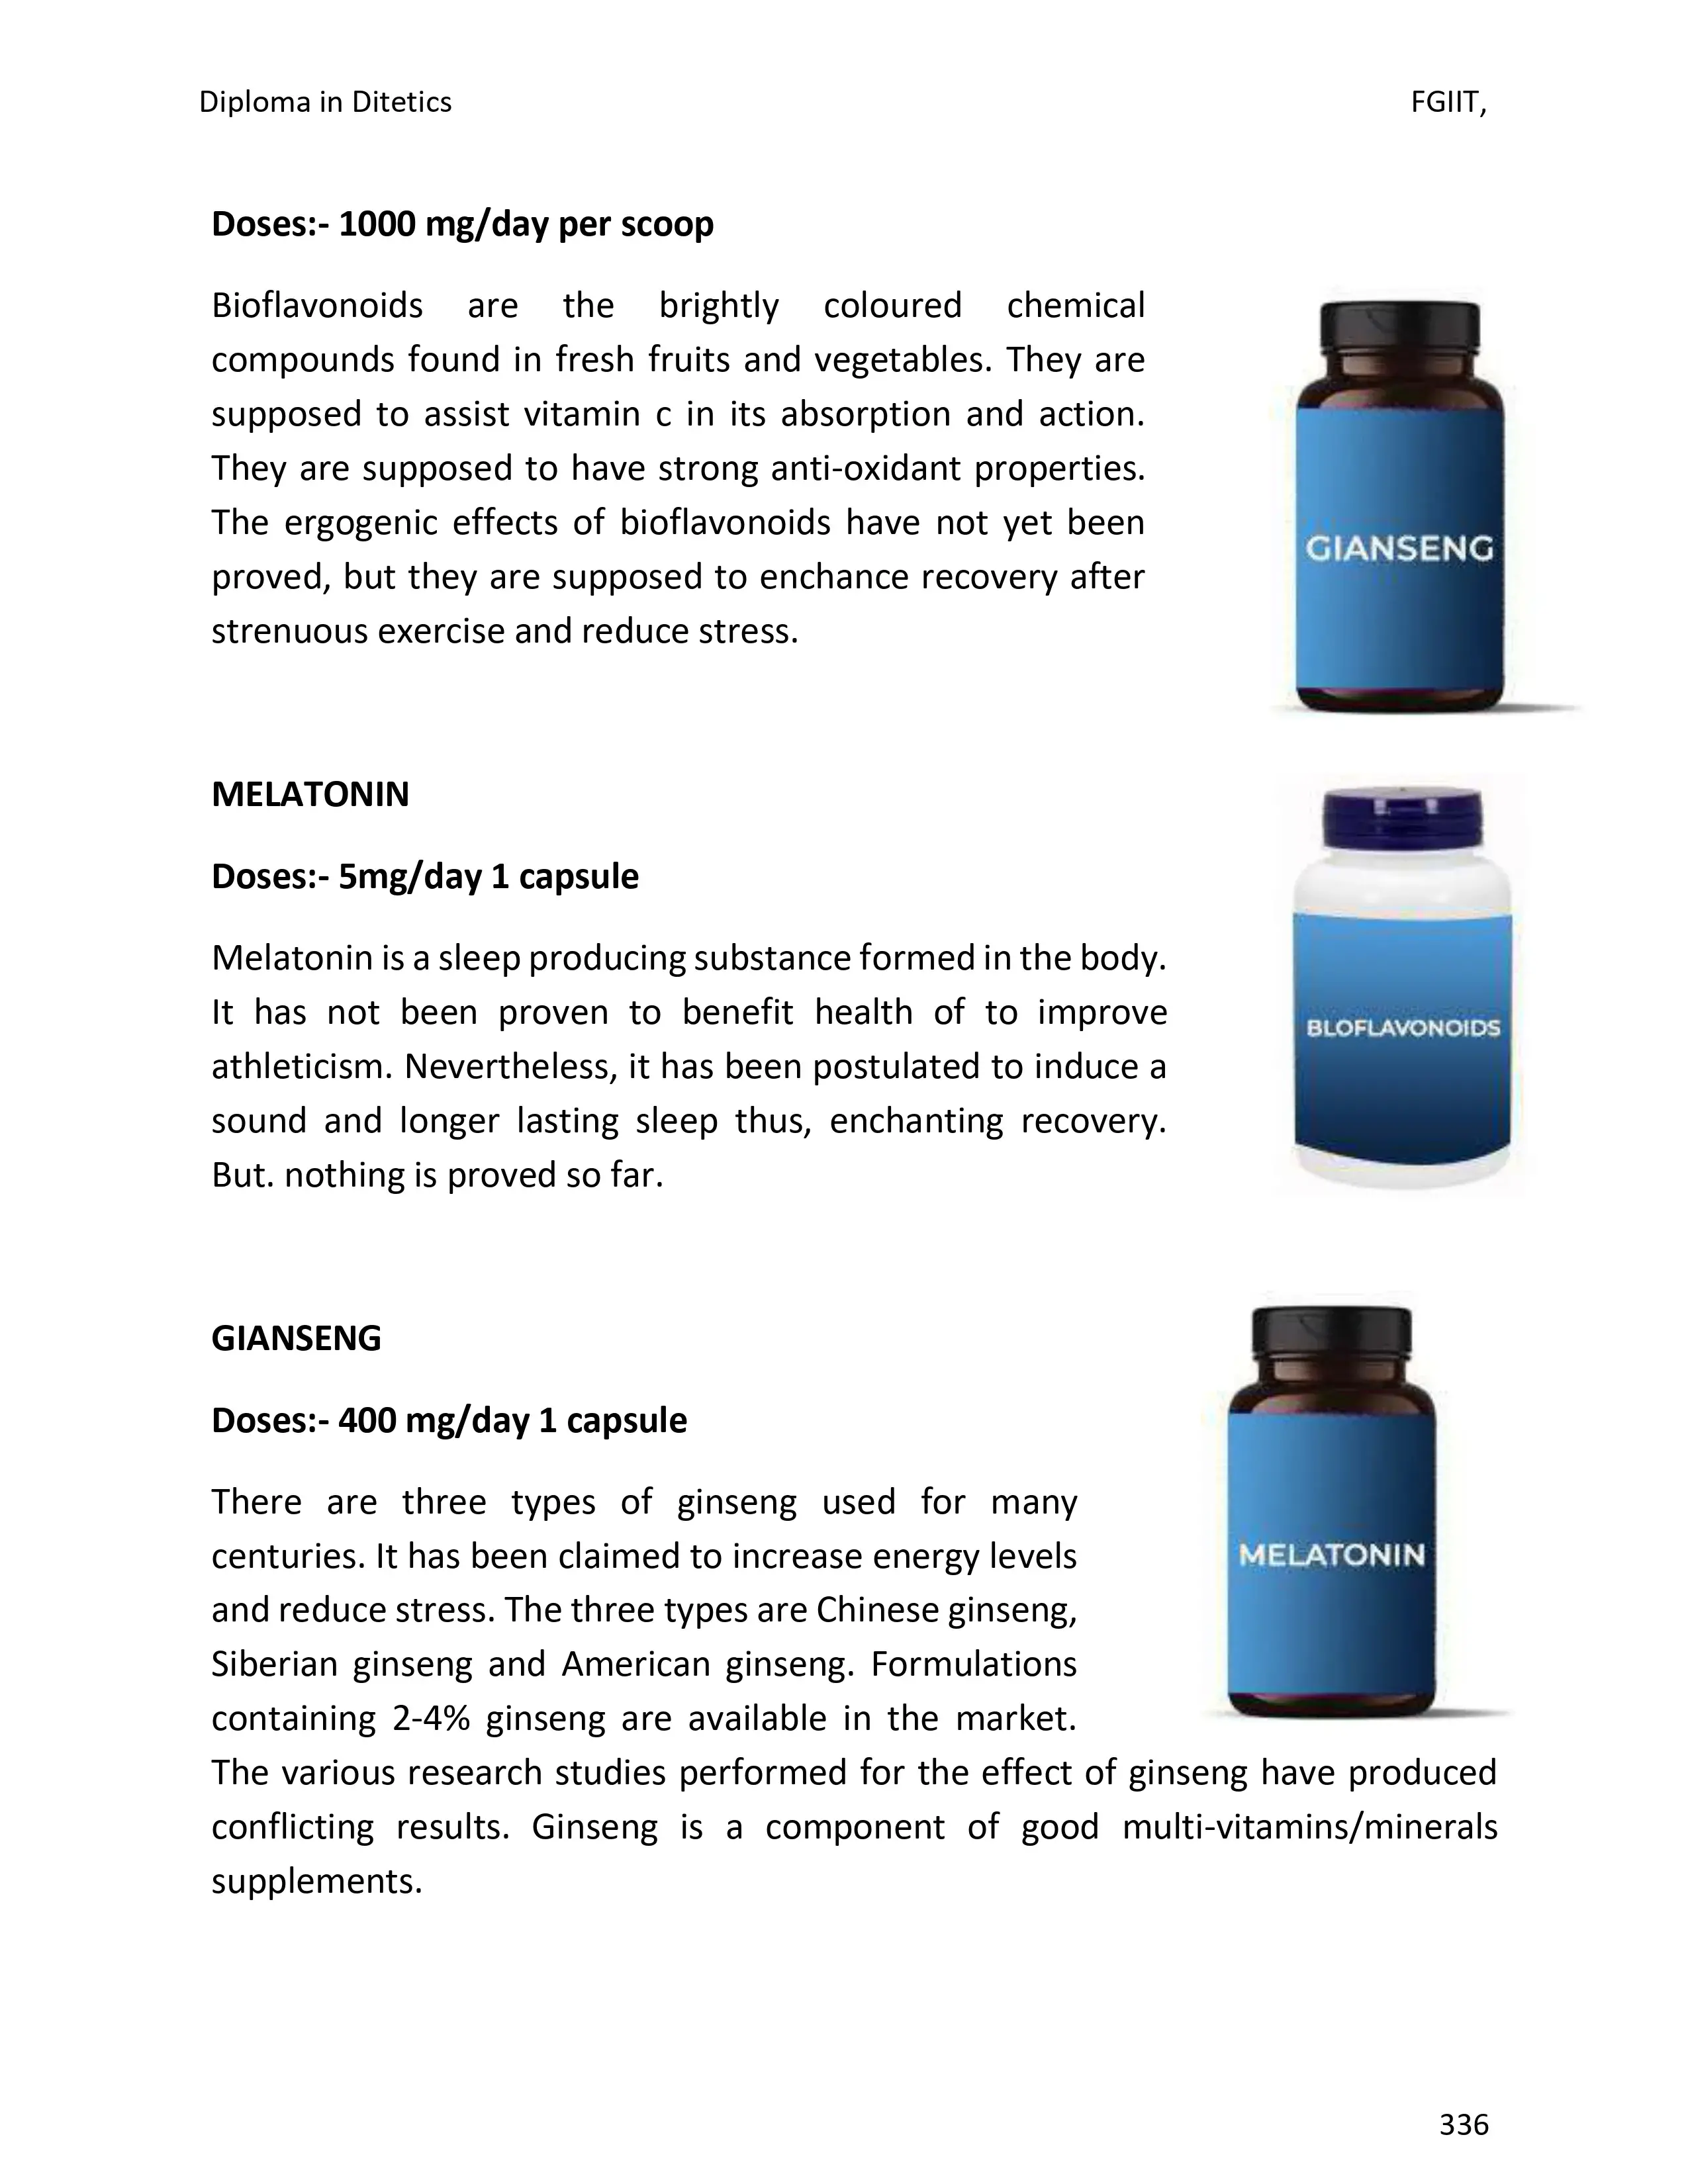 Diploma in Ditetics FGIIT,
Doses:- 1000 mg/day per scoop
Bioflavonoids are the brightly coloured chemical
compounds found in fresh fruits and vegetables. They are
supposed to assist vitamin c in its absorption and action.
They are supposed to have strong anti-oxidant properties.
The ergogenic effects of bioflavonoids have not yet been
proved, but they are supposed to enchance recovery after
strenuous exercise and reduce stress.
GIANSENG
MELATONIN
Doses:- 5mg/day 1 capsule
Melatonin is a sleep producing substance formed in the body.
It has not been proven to benefit health of to improve
athleticism. Nevertheless, it has been postulated to induce a
sound and longer lasting sleep thus, enchanting recovery.
But. nothing is proved so far.
BLOFLAVONOIDS
GIANSENG
Doses:- 400 mg/day 1 capsule
There are three types of ginseng used for many
centuries. It has been claimed to increase energy levels
and reduce stress. The three types are Chinese ginseng,
Siberian ginseng and American ginseng. Formulations
containing 2-4% ginseng are available in the market.
The various research studies performed for the effect of ginseng have produced
conflicting results. Ginseng is a component of good multi-vitamins/minerals
supplements.
MELATONIN
336